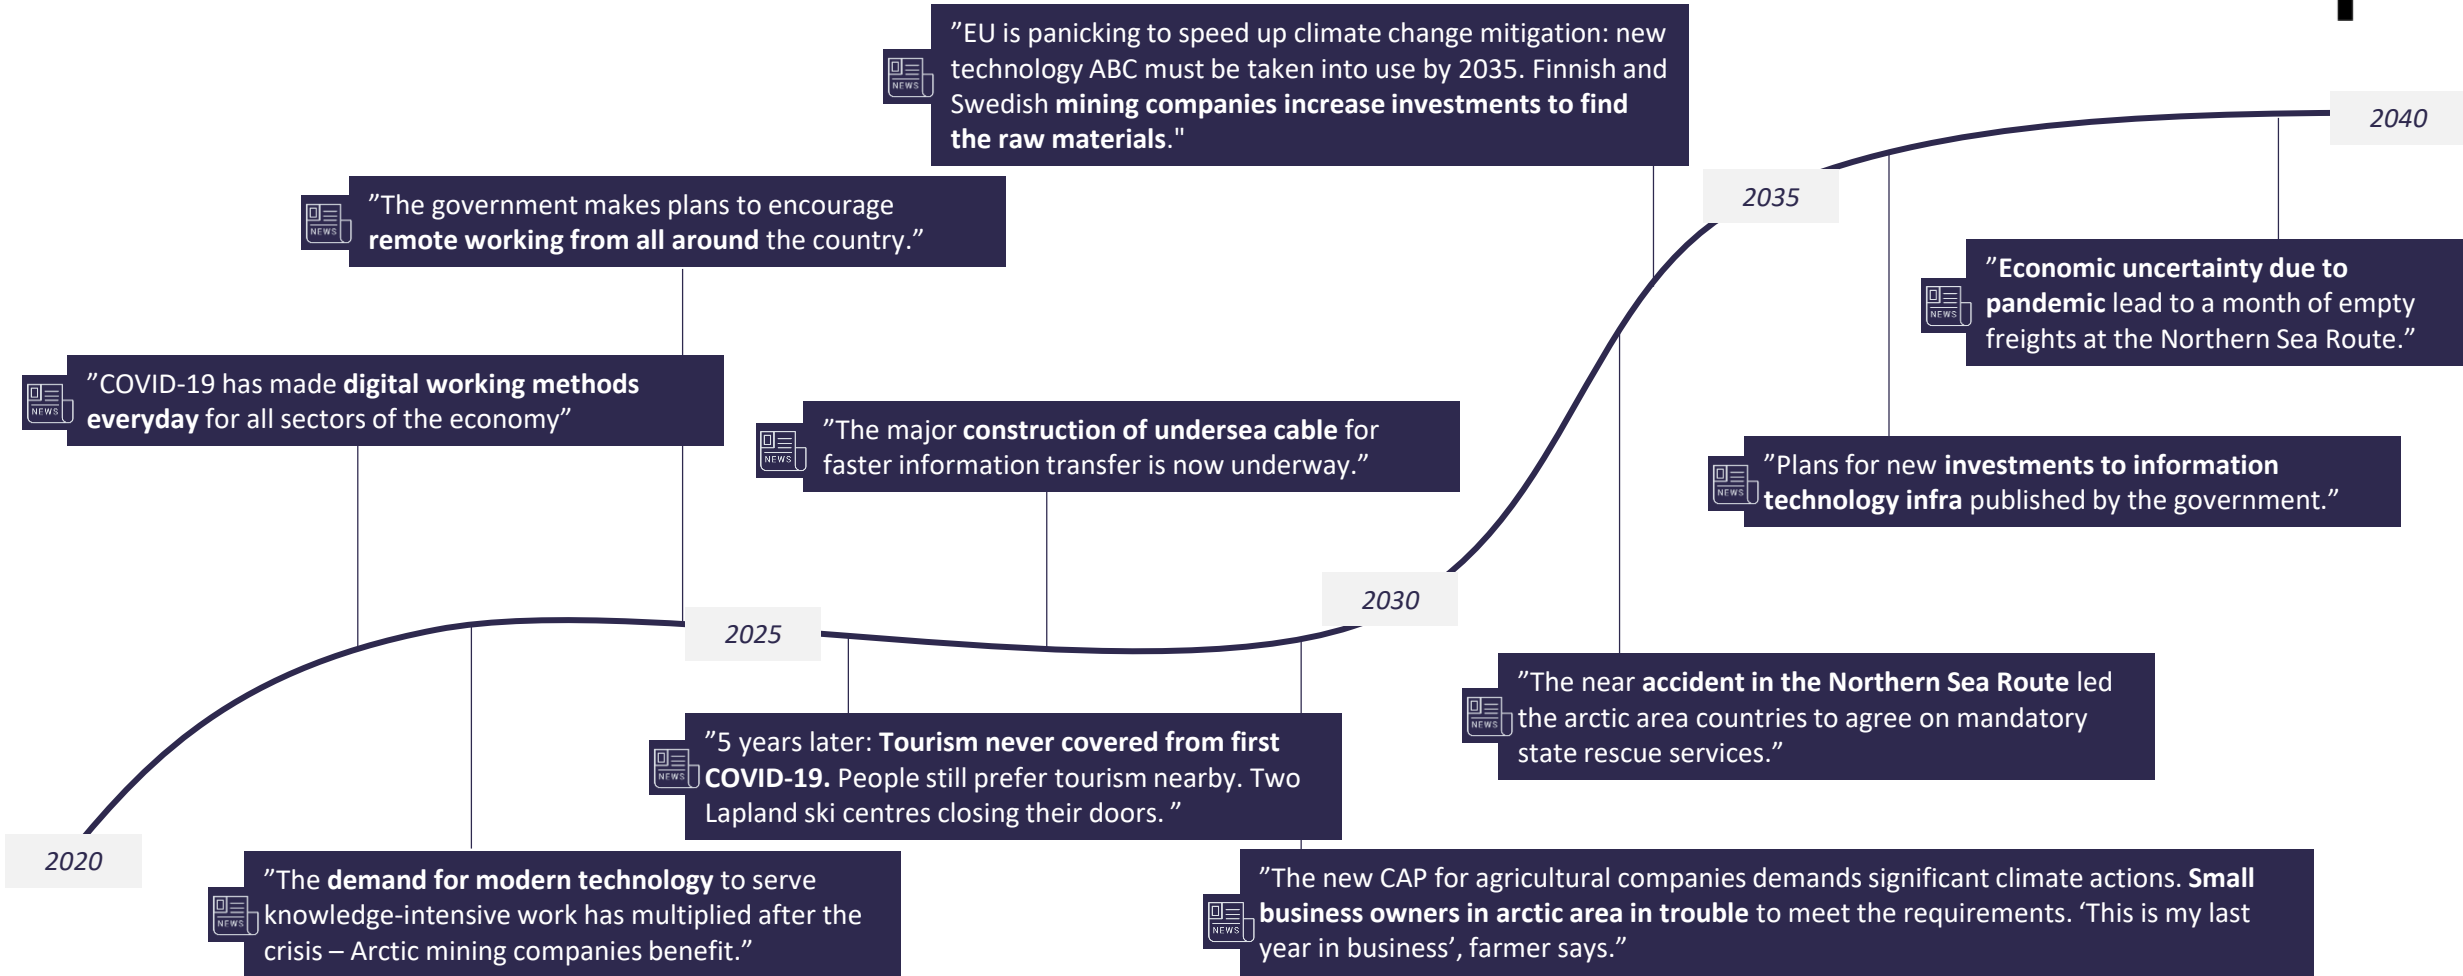 ”EU is panicking to speed up climate change mitigation: new
technology ABC must be taken into use by 2035. Finnish and
Swedish mining companies increase investments to find
the raw materials."
NEWS
2040
”The government makes plans to encourage
remote working from all around the country.”
NEWS
2035
”Economic uncertainty due to
pandemic lead to a month of empty
freights at the Northern Sea Route.”
NEWS
”COVID-19 has made digital working methods
everyday for all sectors of the economy”
NEWS
”The major construction of undersea cable for
faster information transfer is now underway.”
NEWS
”Plans for new investments to information
technology infra published by the government.”
NEWS
2030
2025
”The near accident in the Northern Sea Route led
the arctic area countries to agree on mandatory
state rescue services.”
NEWS
”5 years later: Tourism never covered from first
COVID-19. People still prefer tourism nearby. Two
Lapland ski centres closing their doors. ”
NEWS
2020
”The demand for modern technology to serve
knowledge-intensive work has multiplied after the
crisis – Arctic mining companies benefit.”
NEWS
”The new CAP for agricultural companies demands significant climate actions. Small
business owners in arctic area in trouble to meet the requirements. ‘This is my last
year in business’, farmer says.”
NEWS